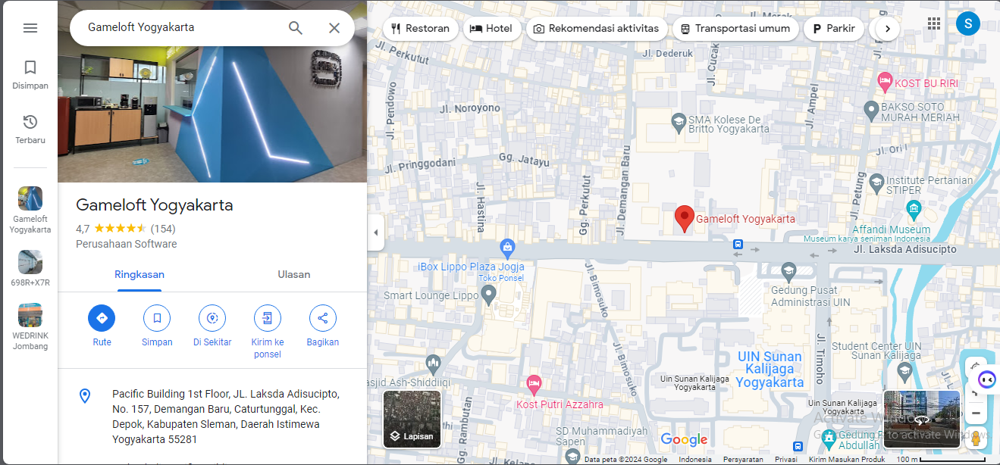 Gameloft Yogyakarta
Disimpan
Terbaru
Gameloft
Yogyakarta
698R+X7R
WEDRINK
Jombang
Gameloft Yogyakarta
4,7
(154)
Perusahaan Software
Ringkasan
Ulasan
Rute
Simpan
Di Sekitar
Kirim ke
ponsel
Bagikan
Pacific Building 1st Floor, JL. Laksda Adisucipto,
No. 157, Demangan Baru, Caturtunggal, Kec.
Depok, Kabupaten Sleman, Daerah Istimewa
Yogyakarta 55281
Restoran
Hotel
Rekomendasi aktivitas
Transportasi umum
P Parkir
S
Jl. Perkutut
Jl. Dederuk
Jl. Cucak
Jl. Pendowo
Jl. Noroyono
Jl. Ampel
KOST BU RIRI
BAKSO SOTO
MURAH MERIAH
SMA Kolese De
Britto Yogyakarta
Jl. Ori I
Jl. Pringgodani
Gg. Jatayu
Jl. Hastina
Gg. Perkutut
Jl. Demangan Baru
Jl. Petung
Institute Pertanian
STIPER
Gameloft Yogyakarta
Affandi Museum
Museum karya seniman Indonesia
Jl. Laksda Adisucipto
iBox Lippo Plaza Jogja
Toko Ponsel
Smart Lounge Lippo
Jl. Bimosuko
Gedung Pusat
Administrasi UIN
Jl. Timoho
Student Center UIN
Sunan Kalijaga
UIN Sunan
Kalijaga
Yogyakarta
Jl. Bimosuko
Uin Sunan Kalijaga
Yogyakarta
asjid Ash-Shiddiiqi
Kost Putri Azzahra
Jl. Rambutan
Uin Sunan Kalijaga
Yogyakarta
SD Muhammadiyah
Sapen
Abdullah
Lapisan
Google
Activate Windows
to activate Windows.
Data peta ©2024 Google
Indonesia
Persyaratan
Privasi
Kirim Masukan Produk
100 m